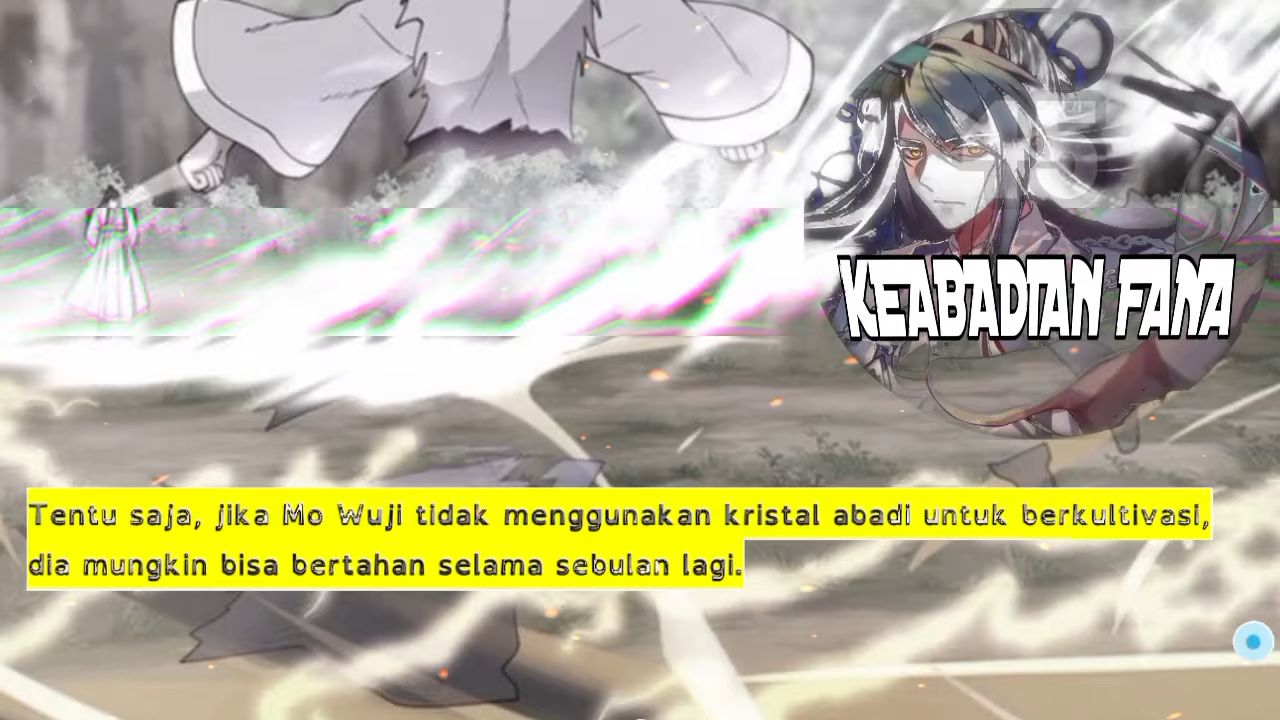 KEABADIAN FANA
Tentu saja, jika Mo Wuji tidak menggunakan kristal abadi untuk berkultivasi,
dia mungkin bisa bertahan selama sebulan lagi.